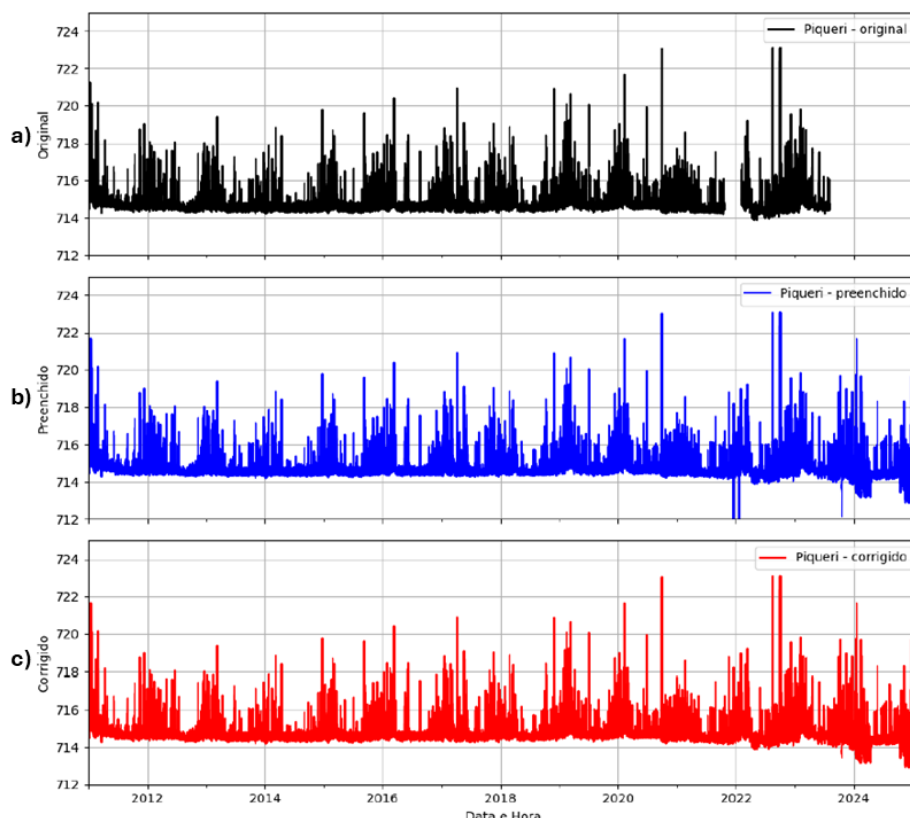 724
722
720
718
716
714
712
a)
Original
Piqueri - original
724
722
720
718
716
714
712
b)
Preenchido
Piqueri - preenchido
724
722
720
718
716
714
712
c)
Corrigido
Piqueri - corrigido
2012 2014 2016 2018 2020 2022 2024
Data e Hora